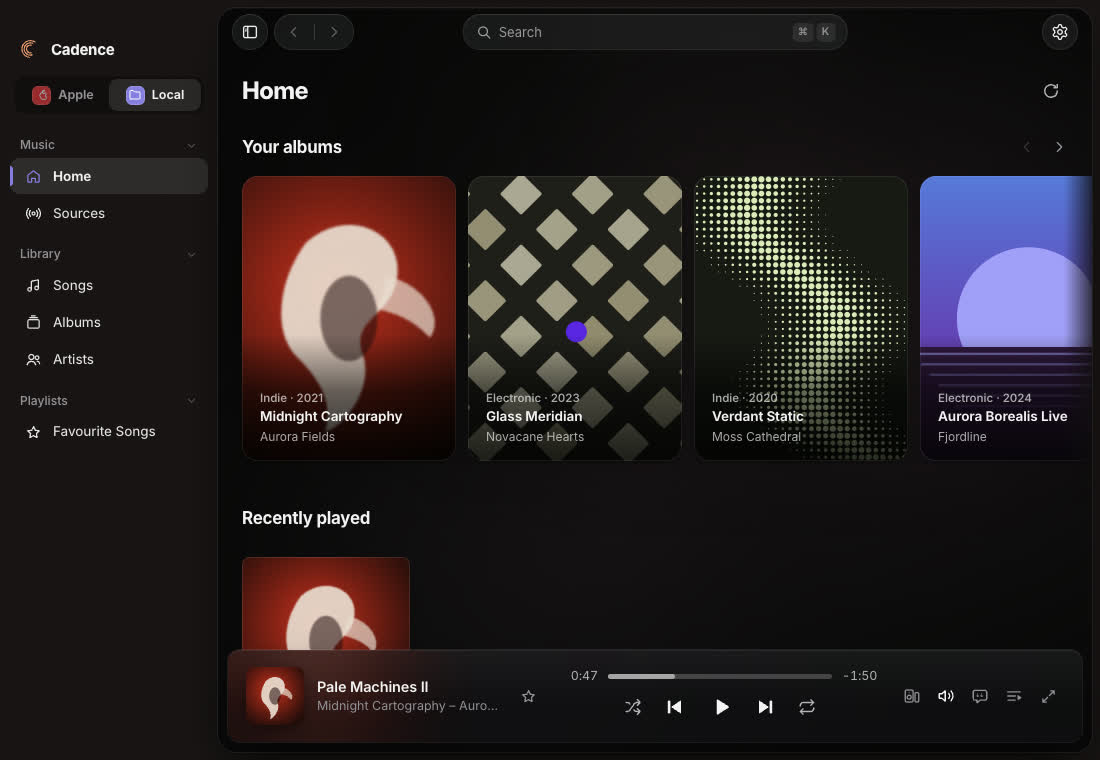 Cadence
Apple
Local
Music
Home
Sources
Library
Songs
Albums
Artists
Playlists
Favourite Songs
Search
⌘ K
Home
Your albums
Indie · 2021
Midnight Cartography
Aurora Fields
Electronic · 2023
Glass Meridian
Novacane Hearts
Indie · 2020
Verdant Static
Moss Cathedral
Electronic · 2024
Aurora Borealis Live
Fjordline
Recently played
Pale Machines II
Midnight Cartography – Auro...
0:47
-1:50